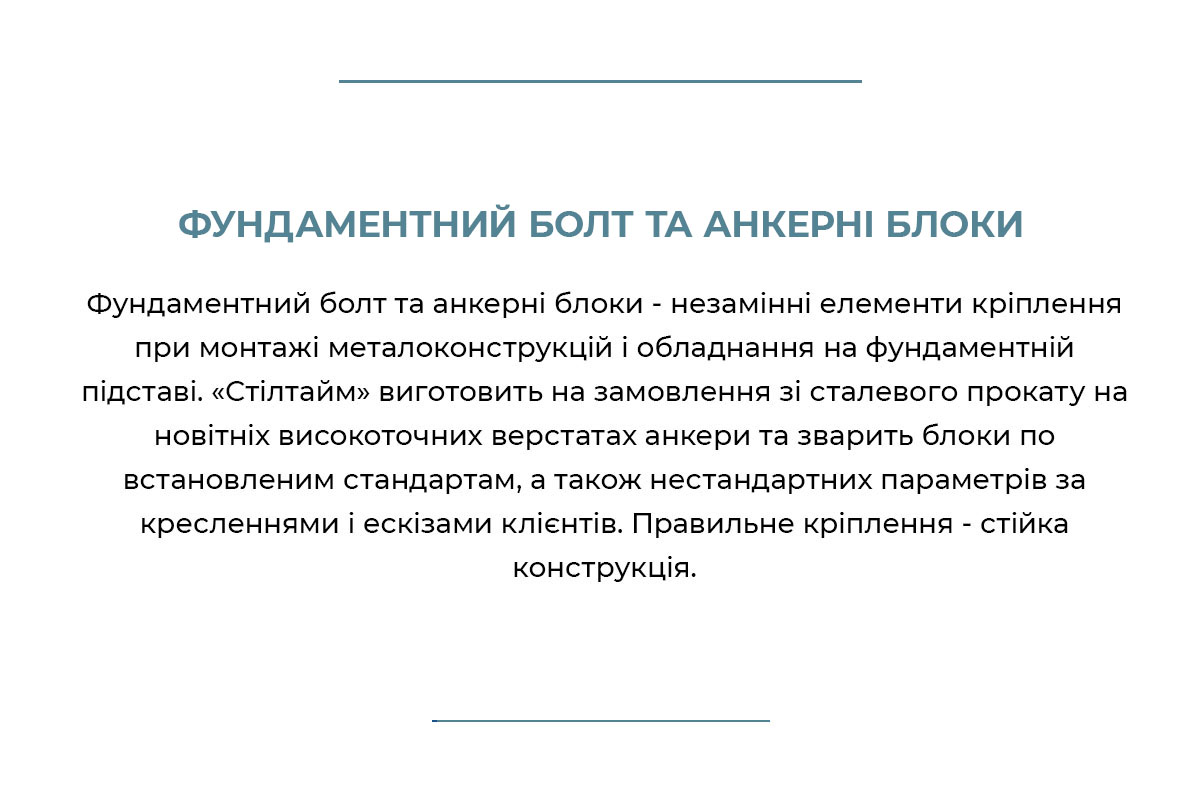 ФУНДАМЕНТНИЙ БОЛТ ТА АНКЕРНІ БЛОКИ
Фундаментний болт та анкерні блоки - незамінні елементи кріплення
при монтажі металоконструкцій і обладнання на фундаментній
підставі. «Стілтайм» виготовить на замовлення зі сталевого прокату на
новітніх високоточних верстатах анкери та зварить блоки по
встановленим стандартам, а також нестандартних параметрів за
кресленнями і ескізами клієнтів. Правильне кріплення - стійка
конструкція.